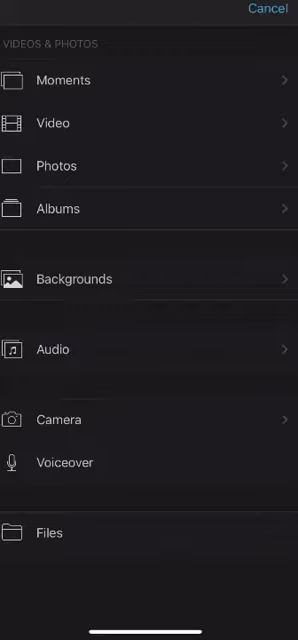 Cancel
VIDEOS & PHOTOS
Moments
Video
Photos
Albums
Backgrounds
Audio
Camera
Voiceover
Files